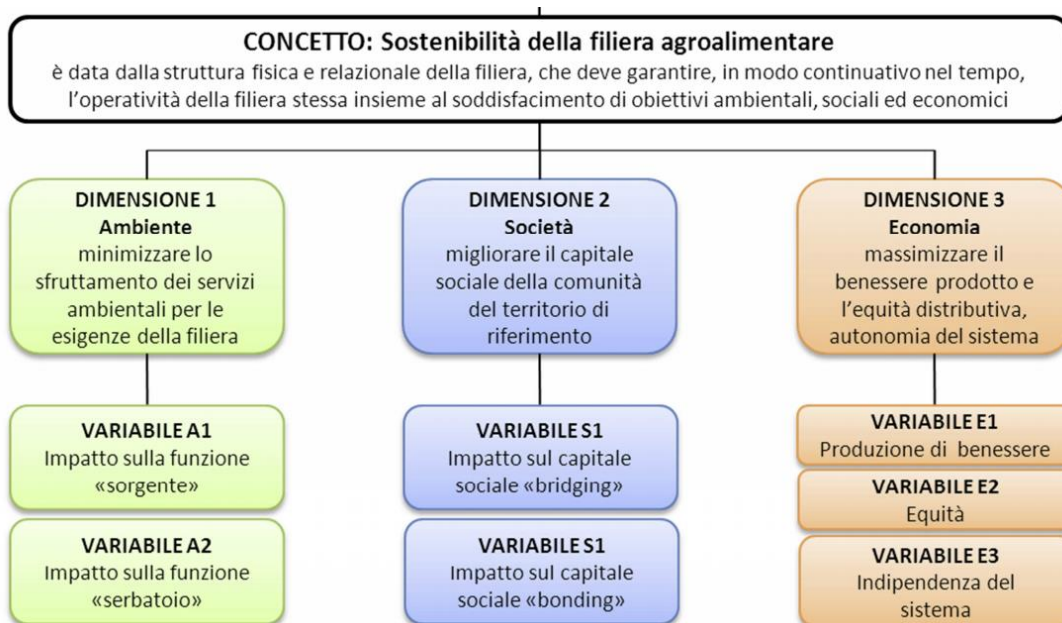 CONCETTO: Sostenibilità della filiera agroalimentare
è data dalla struttura fisica e relazionale della filiera, che deve garantire, in modo continuativo nel tempo,
l’operatività della filiera stessa insieme al soddisfacimento di obiettivi ambientali, sociali ed economici
DIMENSIONE 1
Ambiente
minimizzare lo
sfruttamento dei servizi
ambientali per le
esigenze della filiera
DIMENSIONE 2
Società
migliorare il capitale
sociale della comunità
del territorio di
riferimento
DIMENSIONE 3
Economia
massimizzare il
benessere prodotto e
l’equità distributiva,
autonomia del sistema
VARIABILE A1
Impatto sulla funzione
«sorgente»
VARIABILE A2
Impatto sulla funzione
«serbatoio»
VARIABILE S1
Impatto sul capitale
sociale «bridging»
VARIABILE S1
Impatto sul capitale
sociale «bonding»
VARIABILE E1
Produzione di benessere
VARIABILE E2
Equità
VARIABILE E3
Indipendenza del
sistema